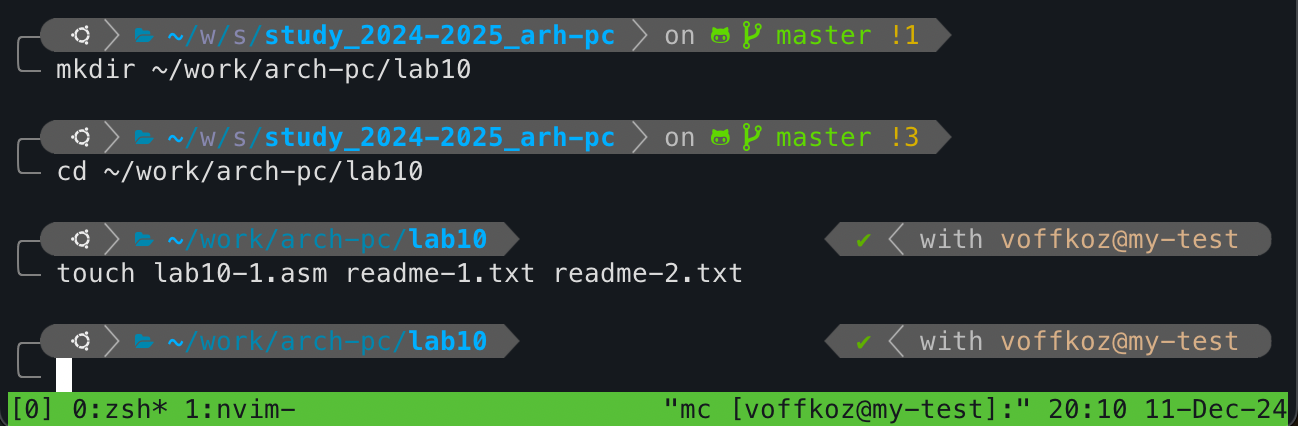 ~/w/s/study_2024-2025_arh-pc on master !1
mkdir ~/work/arch-pc/lab10
~/w/s/study_2024-2025_arh-pc on master !3
cd ~/work/arch-pc/lab10
~/work/arch-pc/lab10 ✔ with voffkoz@my-test
touch lab10-1.asm readme-1.txt readme-2.txt
~/work/arch-pc/lab10 ✔ with voffkoz@my-test
[0] 0:zsh* 1:nvim- "mc [voffkoz@my-test]:" 20:10 11-Dec-24